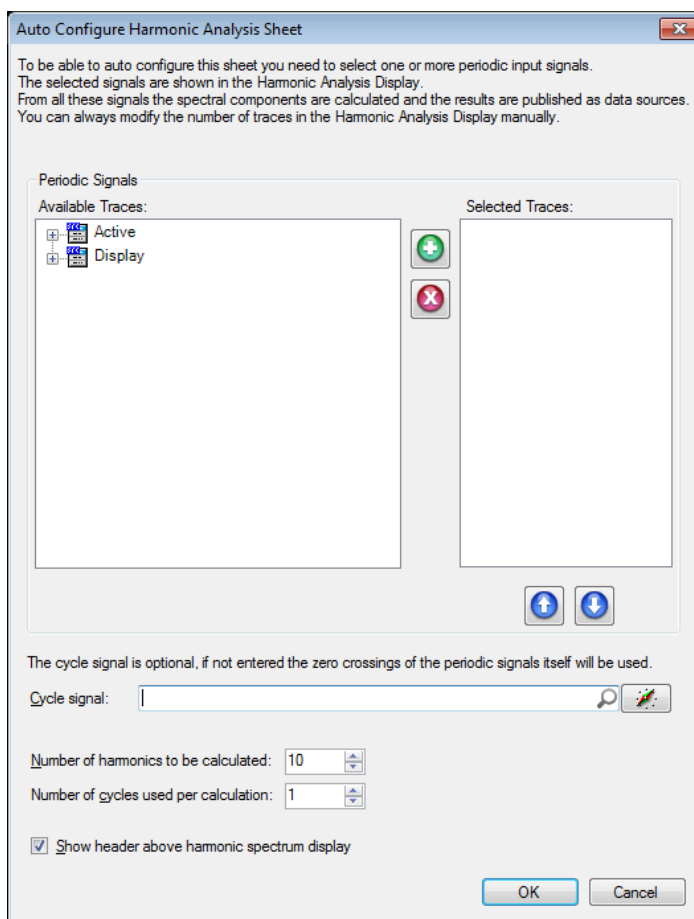 Auto Configure Harmonic Analysis Sheet
To be able to auto configure this sheet you need to select one or more periodic input signals.
The selected signals are shown in the Harmonic Analysis Display.
From all these signals the spectral components are calculated and the results are published as data sources.
You can always modify the number of traces in the Harmonic Analysis Display manually.
Periodic Signals
Available Traces:
Selected Traces:
Active
Display
The cycle signal is optional, if not entered the zero crossings of the periodic signals itself will be used.
Cycle signal:
Number of harmonics to be calculated: 10
Number of cycles used per calculation: 1
Show header above harmonic spectrum display
OK
Cancel